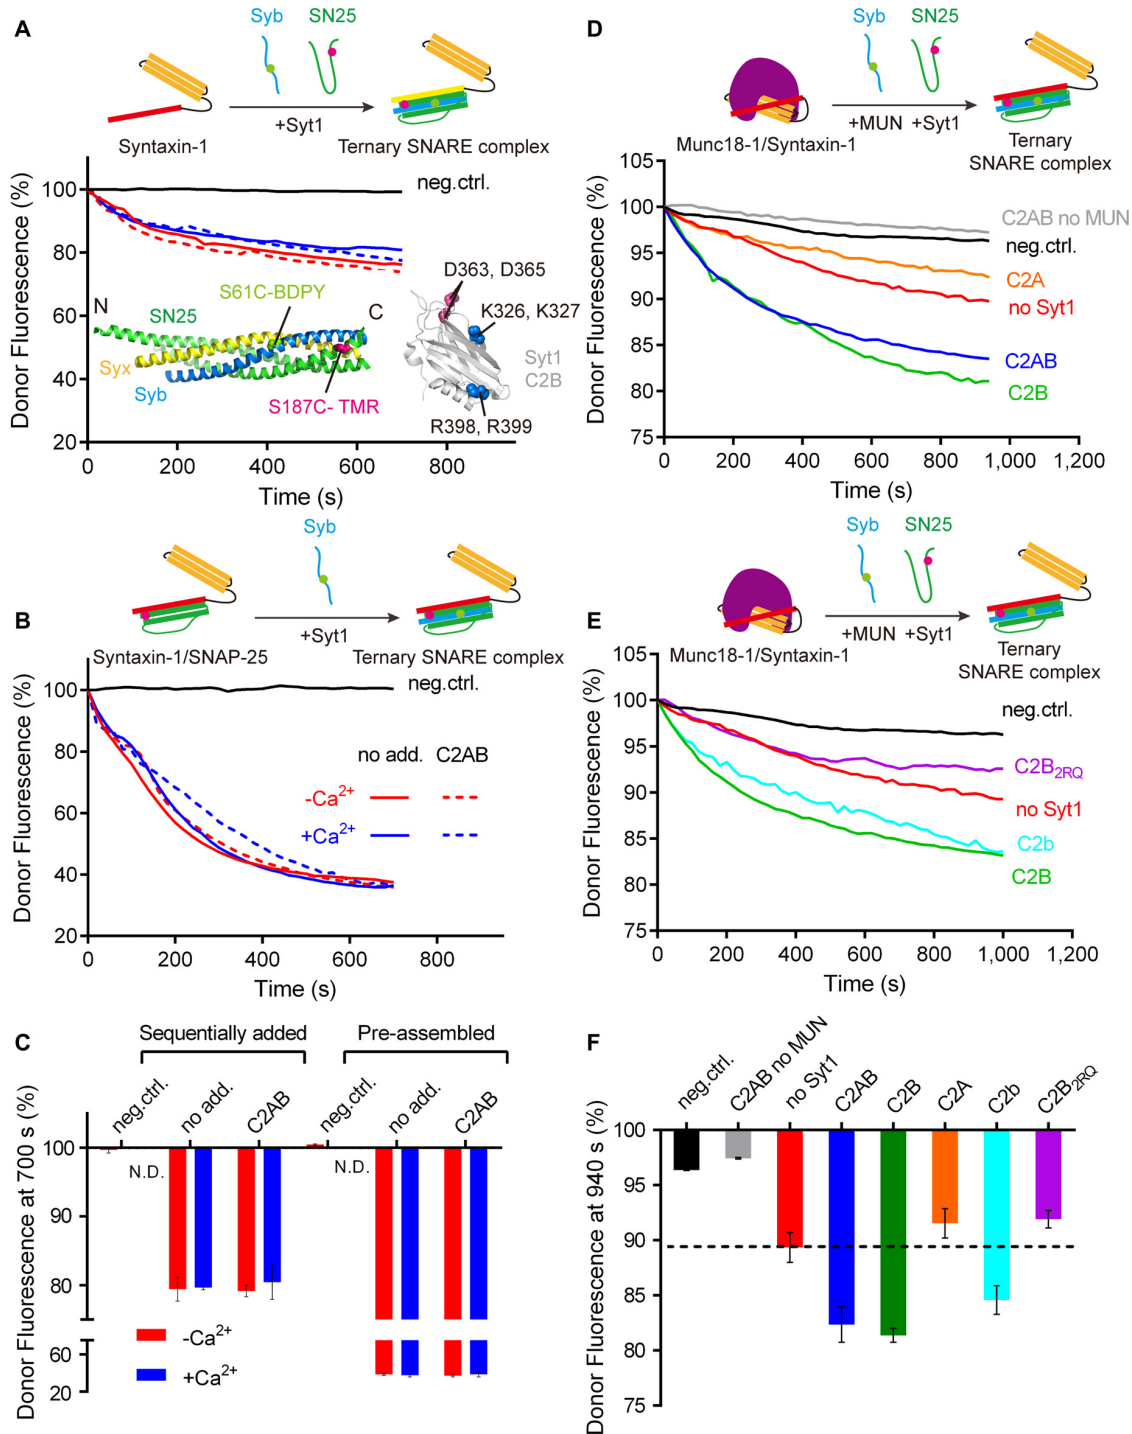 A
Syb
SN25
+Syt1
Syntaxin-1
Ternary SNARE complex
neg.ctrl.
Donor Fluorescence (%)
100
80
60
40
20
N
S61C-BDPY
C
SN25
Syx
Syb
S187C- TMR
D363, D365
K326, K327
Syt1
C2B
R398, R399
0
200
400
600
800
Time (s)
B
Syb
+Syt1
Syntaxin-1/SNAP-25
Ternary SNARE complex
neg.ctrl.
Donor Fluorescence (%)
100
80
60
40
20
no add. C2AB
-Ca2+
+Ca2+
0
200
400
600
800
Time (s)
C
Sequentially added
Pre-assembled
neg.ctrl.
no add.
C2AB
neg.ctrl.
no add.
C2AB
Donor Fluorescence at 700 s (%)
100
90
80
60
20
N.D.
N.D.
-Ca2+
+Ca2+
D
Syb
SN25
+MUN +Syt1
Munc18-1/Syntaxin-1
Ternary
SNARE complex
Donor Fluorescence (%)
105
100
95
90
85
80
75
C2AB no MUN
neg.ctrl.
C2A
no Syt1
C2AB
C2B
0
200
400
600
800
1,000
1,200
Time (s)
E
Syb
SN25
+MUN +Syt1
Munc18-1/Syntaxin-1
Ternary
SNARE complex
Donor Fluorescence (%)
105
100
95
90
85
80
75
neg.ctrl.
C2B2RQ
no Syt1
C2b
C2B
0
200
400
600
800
1,000
1,200
Time (s)
F
neg.ctrl.
C2AB no MUN
no Syt1
C2AB
C2B
C2A
C2b
C2B2RQ
Donor Fluorescence at 940 s (%)
100
95
90
85
80
75